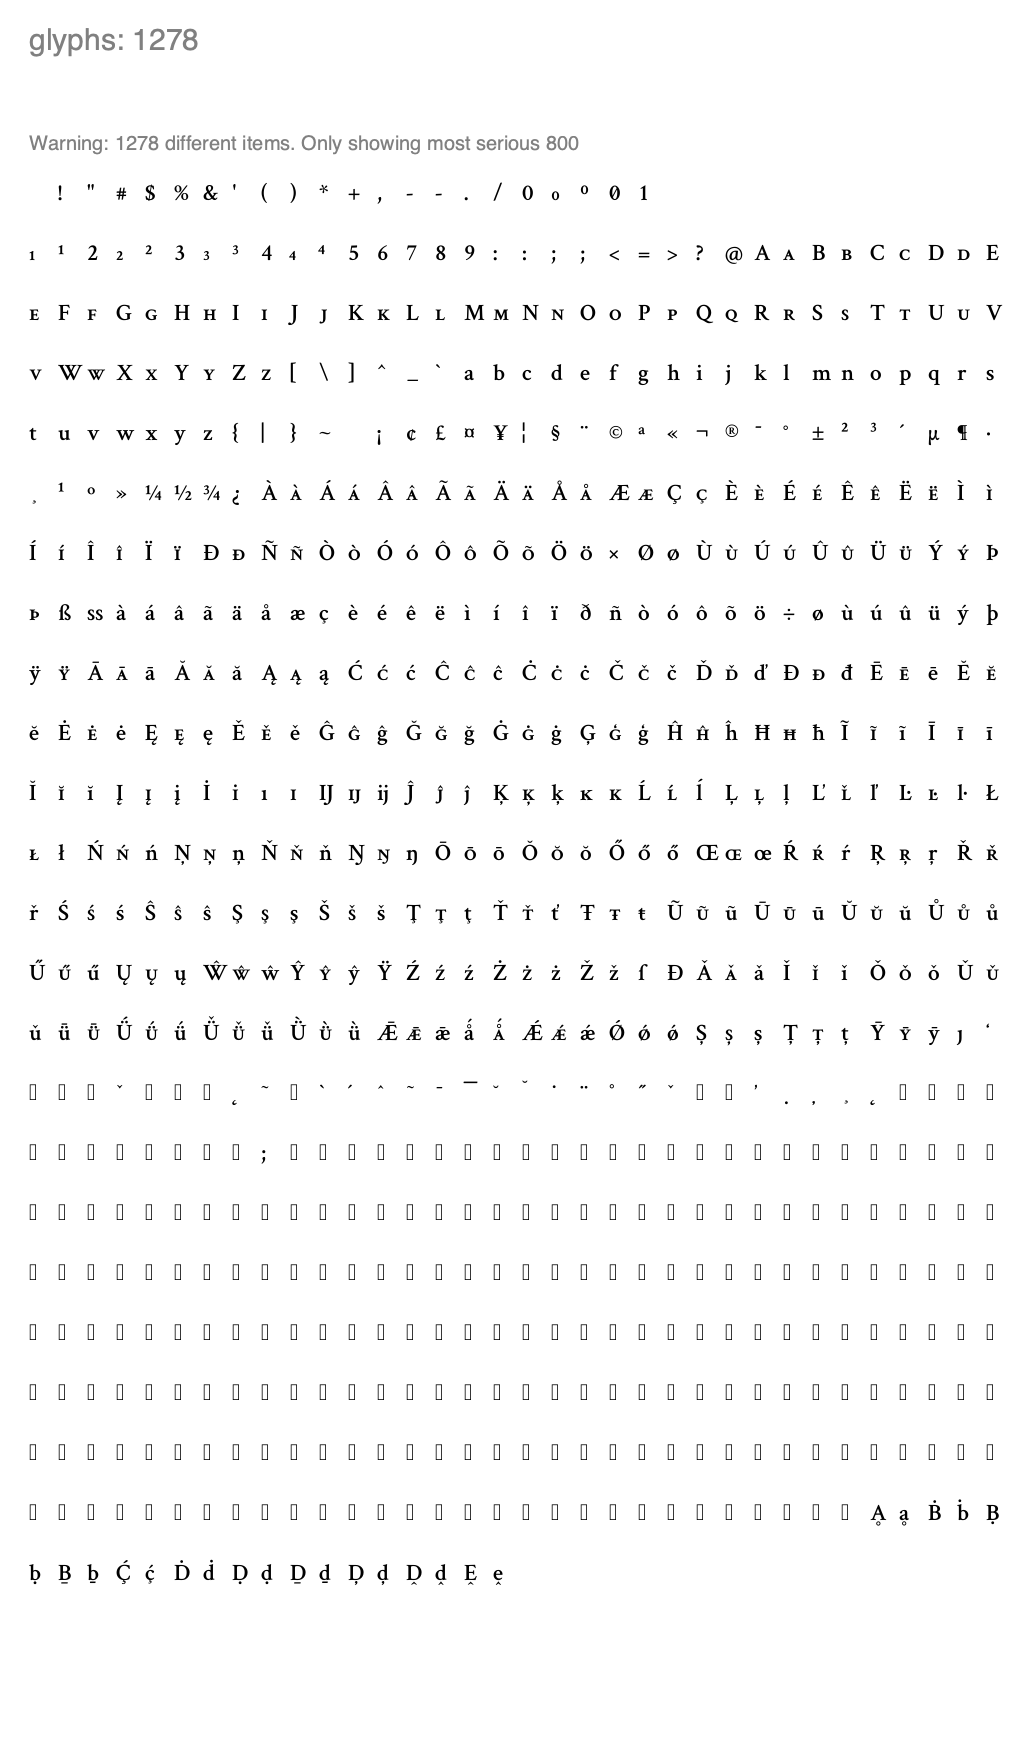 glyphs: 1278
Warning: 1278 different items. Only showing most serious 800
! " # $ % & ' ( ) * + , - - . / 0 ₀ ⁰ 0 1
₁ ¹ 2 ₂ ² 3 ₃ ³ 4 ₄ ⁴ 5 6 7 8 9 : : ; ; < = > ? @ A ᴀ B ʙ C ᴄ D ᴅ E
ᴇ F ꜰ G ɢ H ʜ I ɪ J ᴊ K ᴋ L ʟ M ᴍ N ɴ O ᴏ P ᴘ Q ꞯ R ʀ S s T ᴛ U ᴜ V
v W w X x Y ʏ Z z [ \ ] ^ _ ` a b c d e f g h i j k l m n o p q r s
t u v w x y z { | } ~ ¡ ¢ £ ¤ ¥ ¦ § ¨ © ª « ¬ ® ¯ ° ± ² ³ ´ µ ¶ ·
¸ ¹ º » ¼ ½ ¾ ¿ À à Á á Â â Ã ã Ä ä Å å Æ æ Ç ç È è É é Ê ê Ë ë Ì ì
Í í Î î Ï ï Ð ð Ñ ñ Ò ò Ó ó Ô ô Õ õ Ö ö × Ø ø Ù ù Ú ú Û û Ü ü Ý ý Þ
þ ß ss à á â ã ä å æ ç è é ê ë ì í î ï ð ñ ò ó ô õ ö ÷ ø ù ú û ü ý þ
ÿ Ÿ Ā ā ā Ă ă ă Ą ą ą Ć ć ć Ĉ ĉ ĉ Ċ ċ ċ Č č č Ď ď ď Đ đ đ Ē ē ē Ĕ ĕ
ĕ Ė ė ė Ę ę ę Ě ě ě Ĝ ĝ ĝ Ğ ğ ğ Ġ ġ ġ Ģ ģ ģ Ĥ ĥ ĥ Ħ ħ ħ Ĩ ĩ ĩ Ī ī ī
Ĭ ĭ ĭ Į į į İ i ı ɪ Ĳ ĳ ĳ Ĵ ĵ ĵ Ķ ķ ķ ĸ ĸ Ĺ ĺ ĺ Ļ ļ ļ Ľ ľ ľ Ŀ ŀ ŀ Ł
ł ł Ń ń ń Ņ ņ ņ Ň ň ň Ŋ ŋ ŋ Ō ō ō Ŏ ŏ ŏ Ő ő ő Œ œ œ Ŕ ŕ ŕ Ŗ ŗ ŗ Ř ř
ř Ś ś ś Ŝ ŝ ŝ Ş ş ş Š š š Ţ ţ ţ Ť ť ť Ŧ ŧ ŧ Ũ ũ ũ Ū ū ū Ŭ ŭ ŭ Ů ů ů
Ű ű ű Ų ų ų Ŵ ŵ ŵ Ŷ ŷ ŷ Ÿ Ź ź ź Ż ż ż Ž ž ſ Ð Ǎ ǎ ǎ Ǐ ǐ ǐ Ǒ ǒ ǒ Ǔ ǔ
ǔ ǖ ǖ Ǘ ǘ ǘ Ǚ ǚ ǚ Ǜ ǜ ǜ Ǣ ǣ ǣ ǻ ǻ Ǽ ǽ ǽ Ǿ ǿ ǿ Ș ș ș Ț ț ț Ȳ ȳ ȳ ȷ ʻ
ˇ ˛ ˜ ̀ ́ ̂ ̃ ̄ ̅ ̆ ̆ ̇ ̈ ̊ ̋ ̌ ̓ ̣ ̦ ̧ ̨
;
Ḁ ḁ Ḃ ḃ Ḅ
ḅ Ḇ ḇ Ḉ ḉ Ḋ ḋ Ḍ ḍ Ḏ ḏ Ḑ ḑ Ḓ ḓ Ḙ ḙ